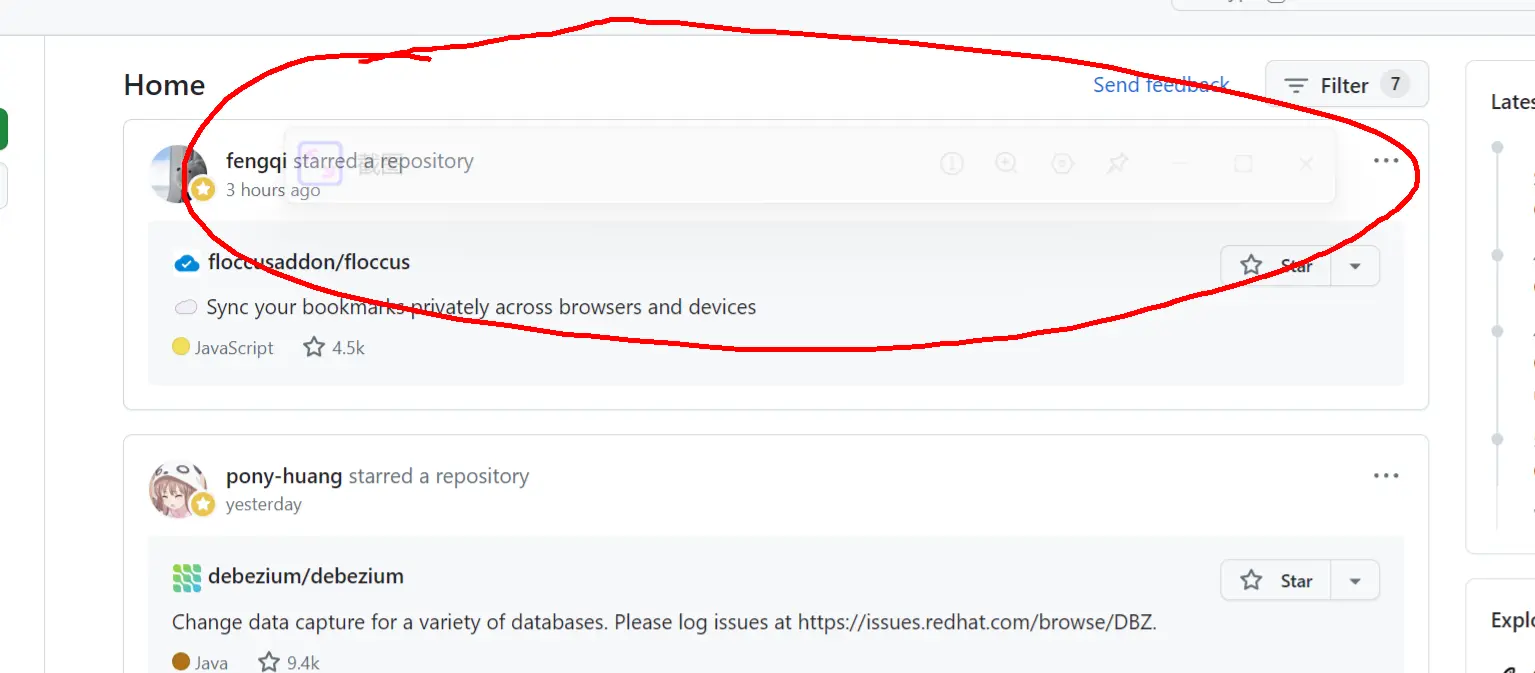 Home
Send feedback
Filter 7
fengqi starred a repository
截图
3 hours ago
floccusaddon/floccus
Star
Sync your bookmarks privately across browsers and devices
JavaScript 4.5k
pony-huang starred a repository
yesterday
debezium/debezium
Star
Change data capture for a variety of databases. Please log issues at https://issues.redhat.com/browse/DBZ.
Java 9.4k
Lates
Explo